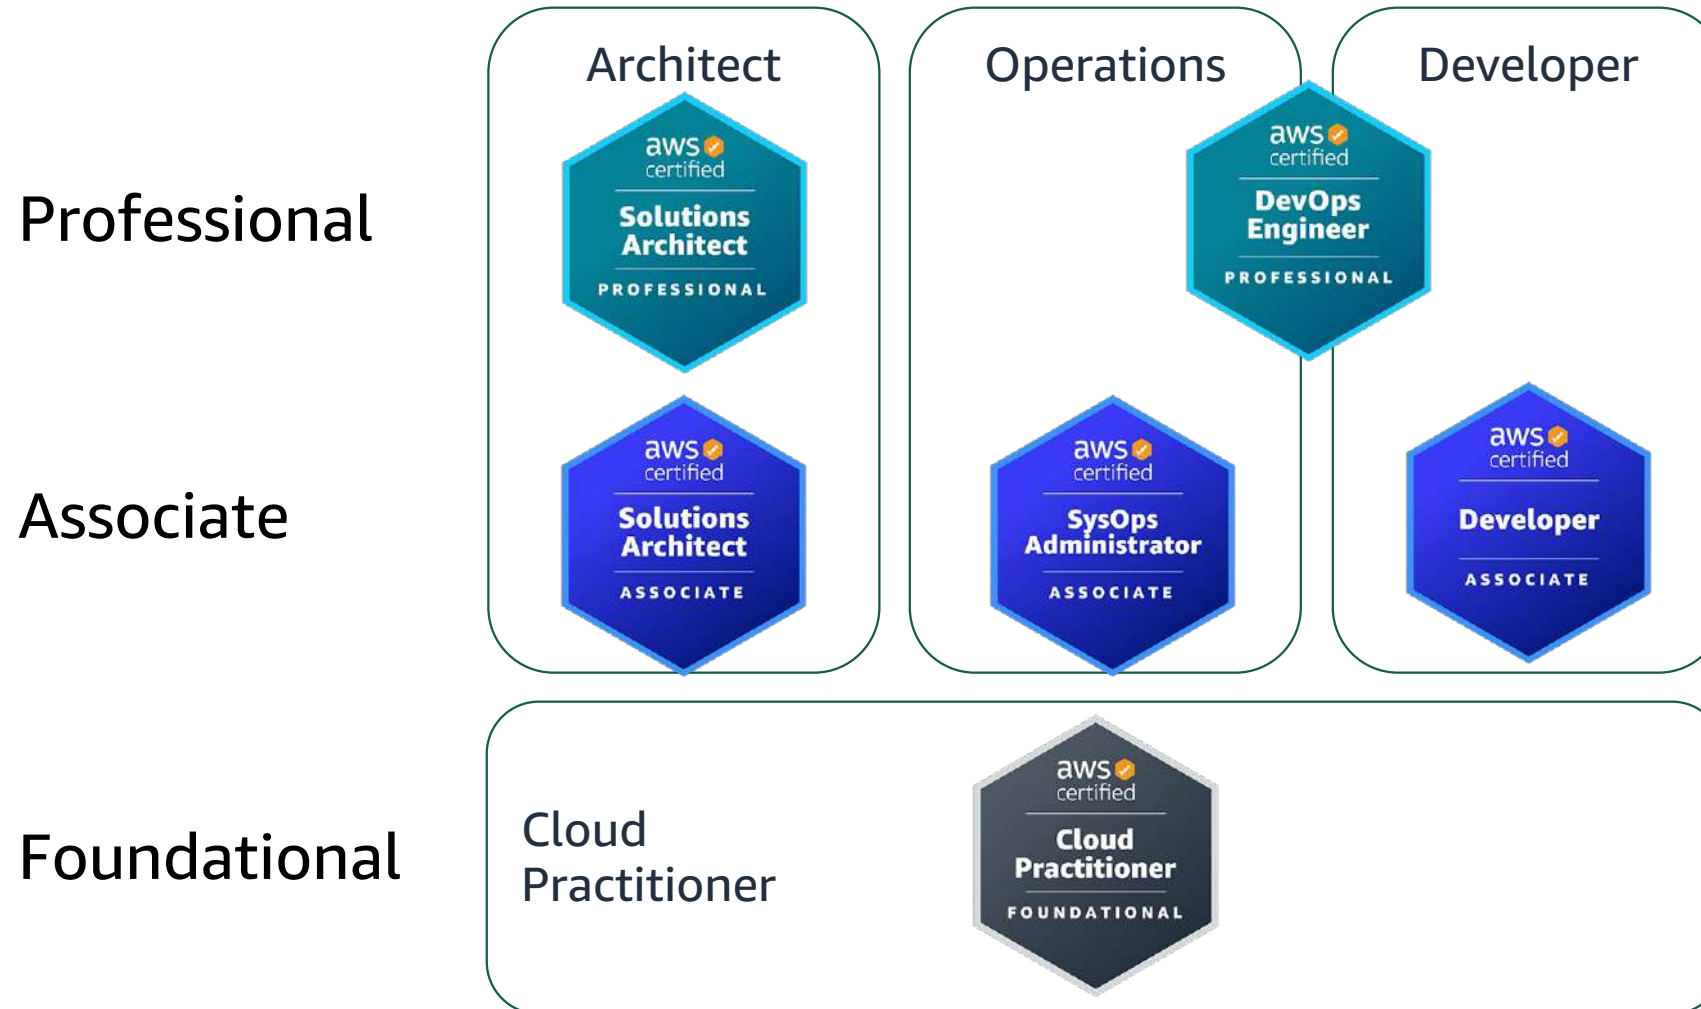 Architect
Operations
Developer
Professional
aws
certified
Solutions
Architect
PROFESSIONAL
aws
certified
DevOps
Engineer
PROFESSIONAL
Associate
aws
certified
Solutions
Architect
ASSOCIATE
aws
certified
SysOps
Administrator
ASSOCIATE
aws
certified
Developer
ASSOCIATE
Foundational
Cloud
Practitioner
aws
certified
Cloud
Practitioner
FOUNDATIONAL